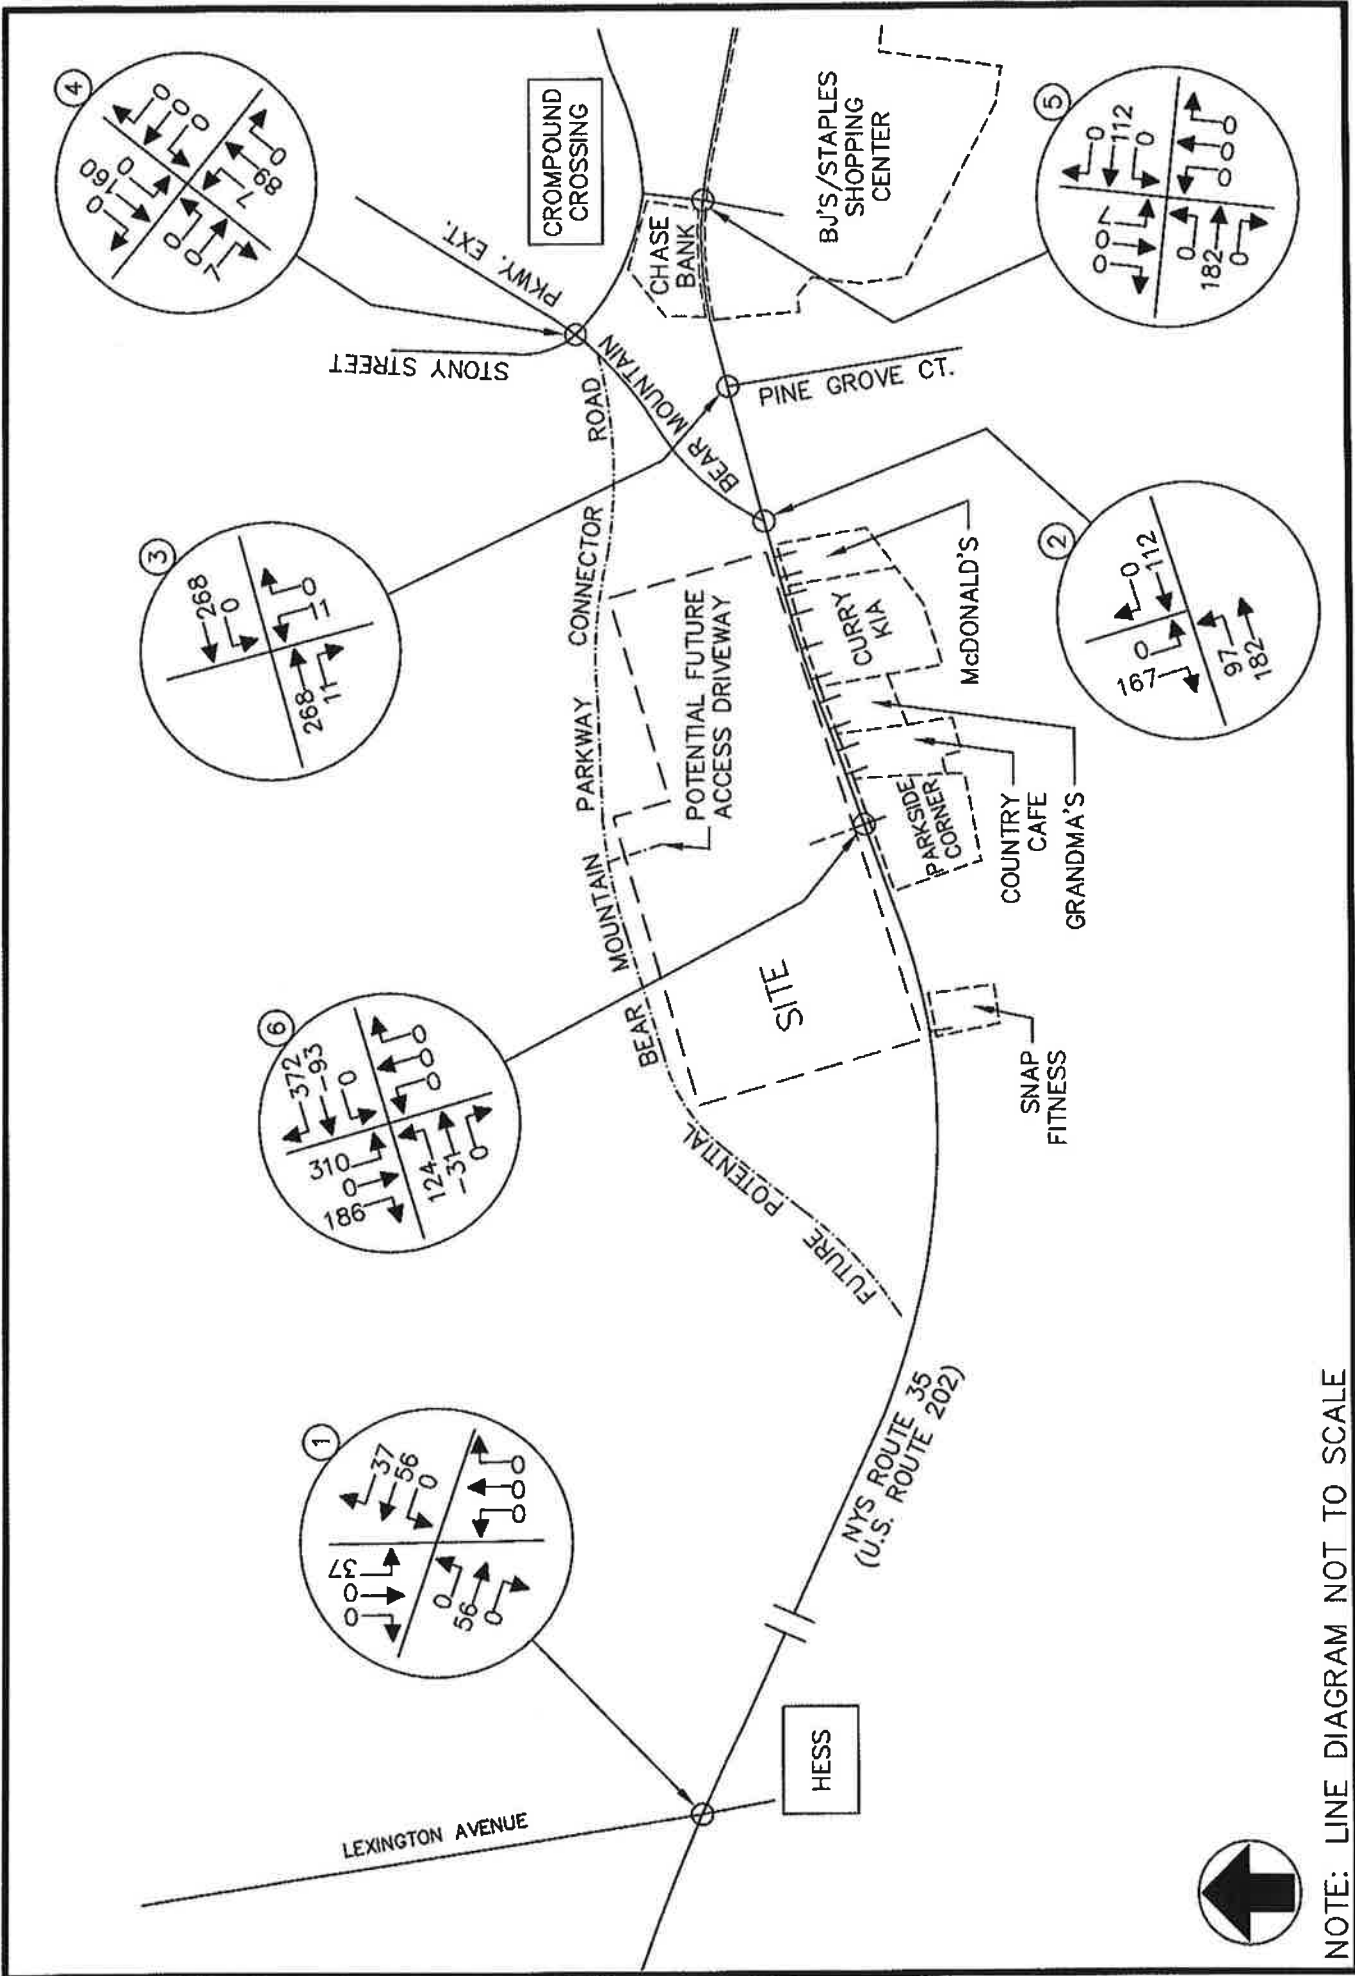 4
0
160
0
0
0
0
0
0
7
7
89
0
STONY STREET
PKWY. EXT.
CROMPOUND
CROSSING
CHASE
BANK
BJ'S/STAPLES
SHOPPING
CENTER
5
0
0
7
0
112
0
0
182
0
0
0
0
3
268
0
268
11
11
0
ROAD
BEAR MOUNTAIN
PINE GROVE CT.
BEAR MOUNTAIN PARKWAY CONNECTOR
POTENTIAL FUTURE
ACCESS DRIVEWAY
CURRY
KIA
McDONALD'S
2
167
0
0
112
97
182
6
372
-93
0
310
0
186
124
-31
0
0
0
0
SITE
PARKSIDE
CORNER
COUNTRY
CAFE
GRANDMA'S
SNAP
FITNESS
FUTURE POTENTIAL
1
0
0
37
37
56
0
0
56
0
0
0
0
NYS ROUTE 35
(U.S. ROUTE 202)
LEXINGTON AVENUE
HESS
NOTE: LINE DIAGRAM NOT TO SCALE